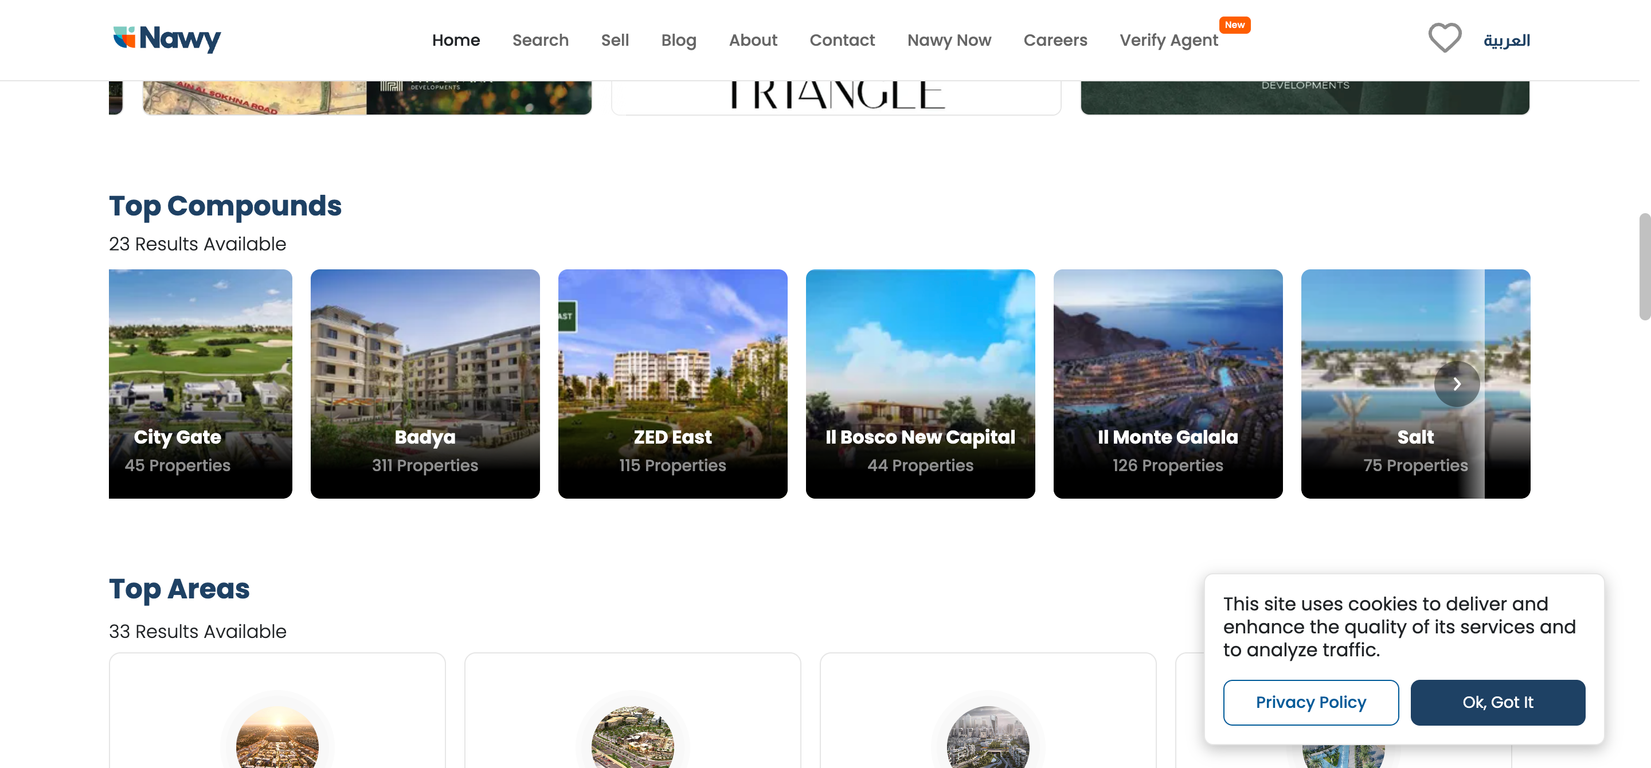 Nawy
Home
Search
Sell
Blog
About
Contact
Nawy Now
Careers
Verify Agent
New
العربية
AIN AL SOKHNA ROAD
DEVELOPMENTS
TRIANGLE
DEVELOPMENTS
Top Compounds
23 Results Available
City Gate
45 Properties
Badya
311 Properties
AST
ZED East
115 Properties
Il Bosco New Capital
44 Properties
Il Monte Galala
126 Properties
Salt
75 Properties
Top Areas
33 Results Available
This site uses cookies to deliver and
enhance the quality of its services and
to analyze traffic.
Privacy Policy
Ok, Got It